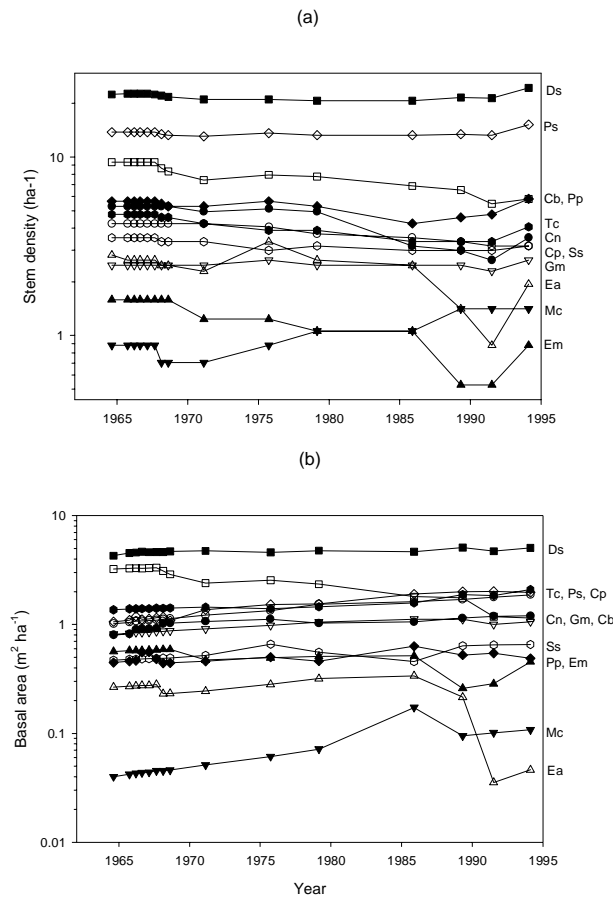 (a)
Stem density (ha-1)
10
1
Ds
Ps
Cb, Pp
Tc
Cn
Cp, Ss
Gm
Ea
Mc
Em
1965 1970 1975 1980 1985 1990 1995
(b)
Basal area (m² ha⁻¹)
10
1
0.1
0.01
Ds
Tc, Ps, Cp
Cn, Gm, Cb
Ss
Pp, Em
Mc
Ea
1965 1970 1975 1980 1985 1990 1995
Year